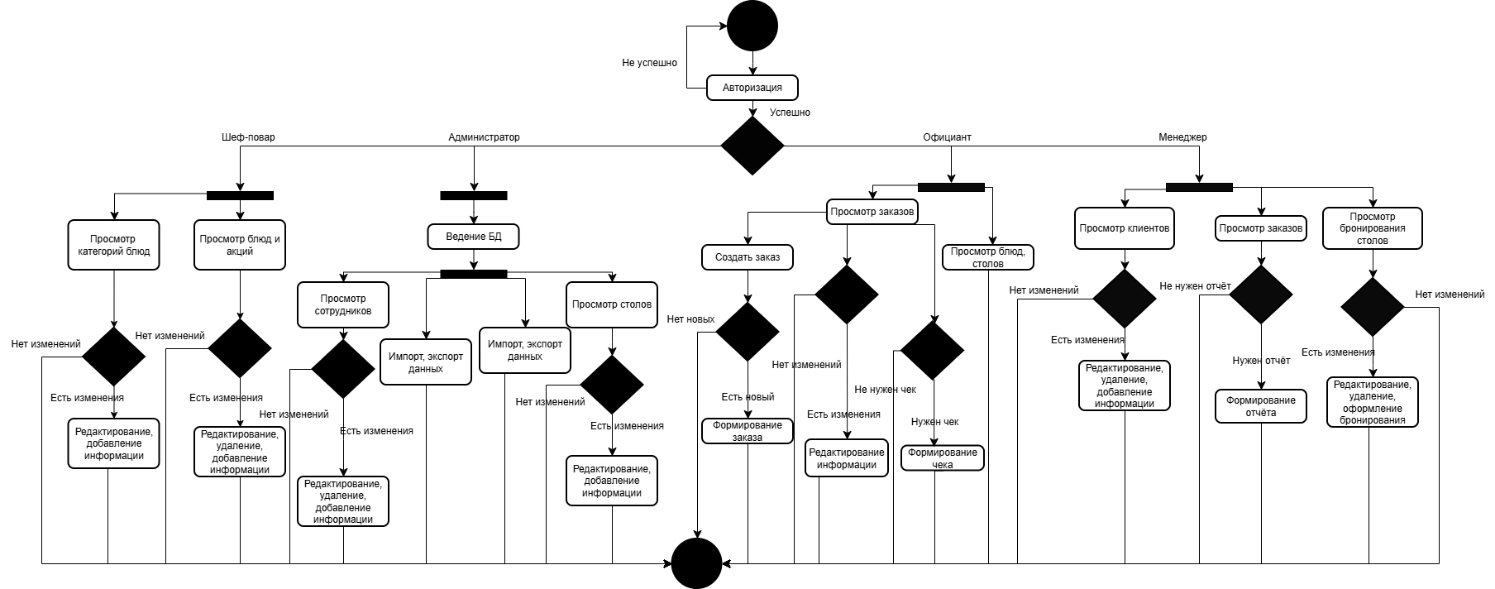 Не успешно
Авторизация
Успешно
Шеф-повар
Администратор
Официант
Менеджер
Просмотр
категорий блюд
Просмотр блюд и
акций
Ведение БД
Просмотр заказов
Создать заказ
Просмотр блюд,
столов
Просмотр клиентов
Просмотр заказов
Просмотр
бронирования
столов
Просмотр
сотрудников
Импорт, экспорт
данных
Импорт, экспорт
данных
Просмотр столов
Нет изменений
Не нужен отчёт
Нет изменений
Нет изменений
Нет изменений
Нет новых
Нет изменений
Есть изменения
Нужен отчёт
Есть изменения
Есть изменения
Есть изменения
Нет изменений
Есть изменения
Нет изменений
Есть изменения
Есть новый
Не нужен чек
Есть изменения
Нужен чек
Редактирование,
удаление,
добавление
информации
Формирование
отчёта
Редактирование,
удаление,
оформление
бронирования
Редактирование,
добавление
информации
Редактирование,
удаление,
добавление
информации
Редактирование,
удаление,
добавление
информации
Редактирование,
добавление
информации
Формирование
заказа
Редактирование
информации
Формирование
чека